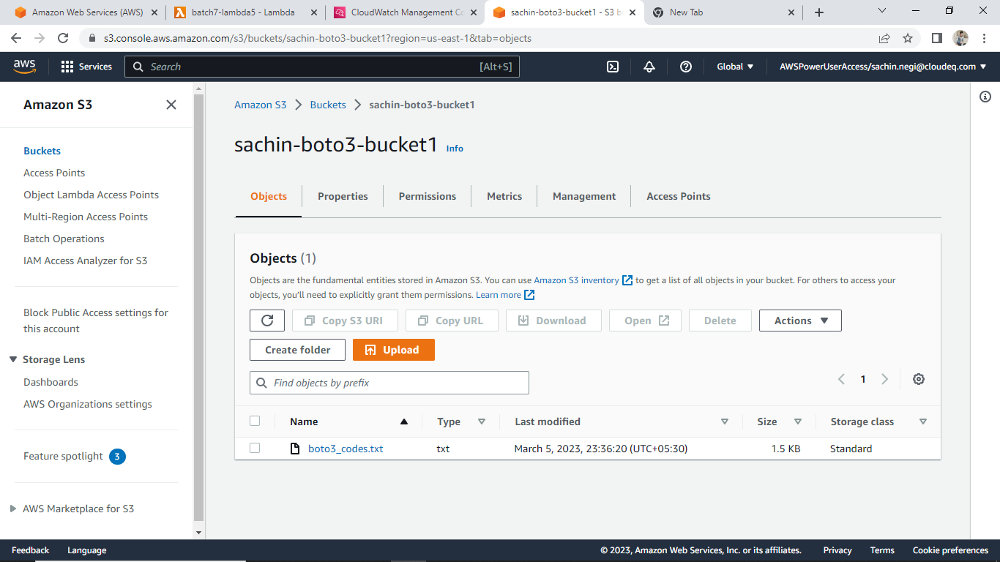 Amazon Web Services (AWS)
batch7-lambda5 - Lambda
CloudWatch Management Co
sachin-boto3-bucket1 - S3 b
New Tab
s3.console.aws.amazon.com/s3/buckets/sachin-boto3-bucket1?region=us-east-1&tab=objects
aws
Services
Search
[Alt+S]
Global
AWSPowerUserAccess/sachin.negi@cloudeq.com
Amazon S3
Buckets
Access Points
Object Lambda Access Points
Multi-Region Access Points
Batch Operations
IAM Access Analyzer for S3
Block Public Access settings for
this account
Storage Lens
Dashboards
AWS Organizations settings
Feature spotlight 3
AWS Marketplace for S3
Amazon S3 > Buckets > sachin-boto3-bucket1
sachin-boto3-bucket1 Info
Objects
Properties
Permissions
Metrics
Management
Access Points
Objects (1)
Objects are the fundamental entities stored in Amazon S3. You can use Amazon S3 inventory to get a list of all objects in your bucket. For others to access your
objects, you'll need to explicitly grant them permissions. Learn more
Copy S3 URI
Copy URL
Download
Open
Delete
Actions
Create folder
Upload
Find objects by prefix
1
Name Type Last modified Size Storage class
boto3_codes.txt txt March 5, 2023, 23:36:20 (UTC+05:30) 1.5 KB Standard
Feedback
Language
© 2023, Amazon Web Services, Inc. or its affiliates.
Privacy
Terms
Cookie preferences